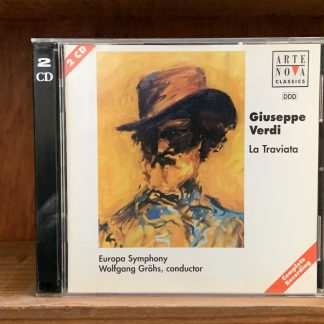 2
CD
2 CD
ARTE
NOVA
CLASSICS
DDD
Giuseppe
Verdi
La Traviata
Europa Symphony
Wolfgang Gröhs, conductor
Complete
Recording